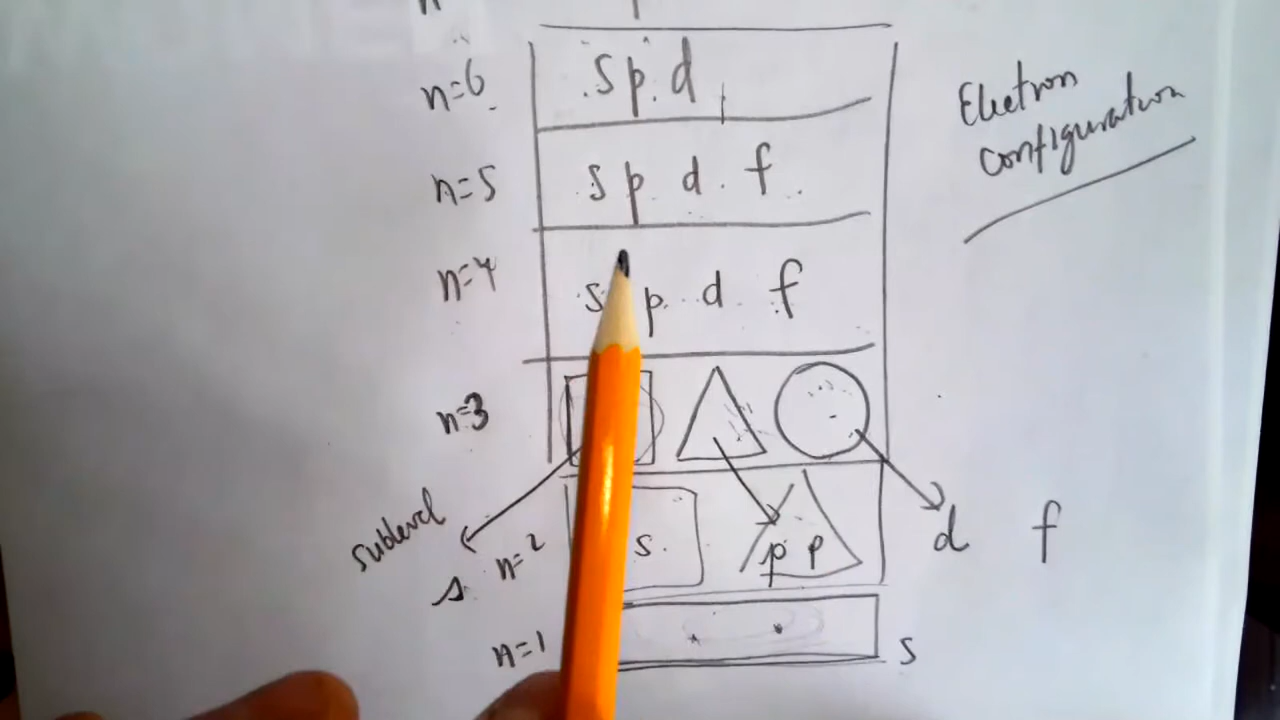 n=6 s p d
Electron
configuration
n=5 s p d f
n=4 s p d f
n=3
sublevel
s
n=2 s. p p
d f
n=1 s